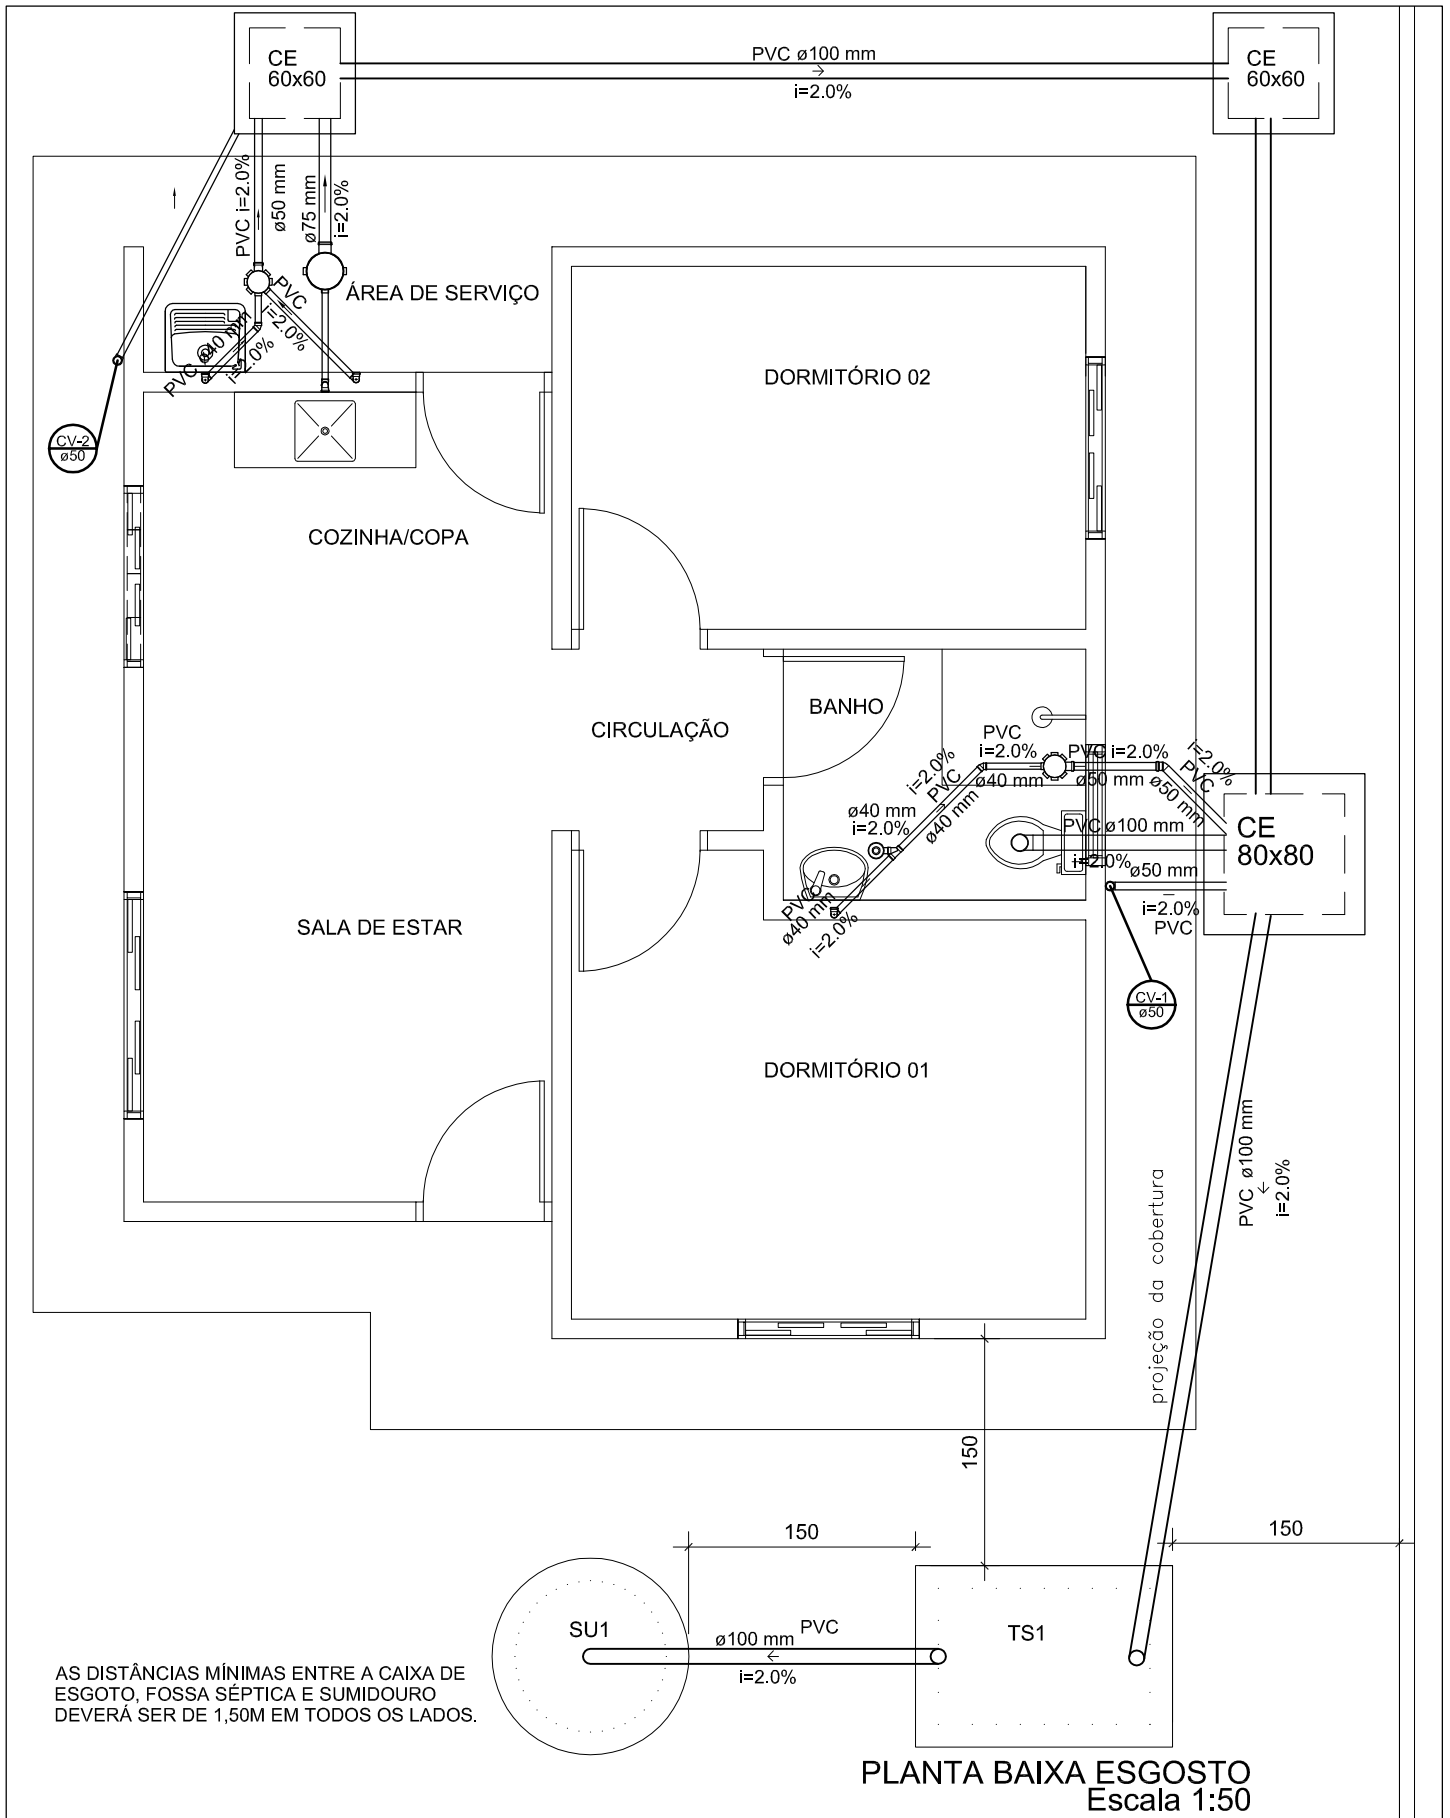 CE
60x60
PVC ø100 mm
i=2.0%
CE
60x60
PVC i=2.0%
ø50 mm
ø75 mm
i=2.0%
ÁREA DE SERVIÇO
PVC
i=2.0%
PVC ø40 mm
i=2.0%
CV-2
ø50
COZINHA/COPA
DORMITÓRIO 02
CIRCULAÇÃO
BANHO
PVC
i=2.0%
ø40 mm
PVC i=2.0%
ø50 mm
i=2.0%
PVC
ø50 mm
i=2.0%
PVC
ø40 mm
ø40 mm
i=2.0%
PVC ø100 mm
i=2.0%
CE
80x80
ø50 mm
i=2.0%
PVC
PVC
ø40 mm
i=2.0%
SALA DE ESTAR
CV-1
ø50
DORMITÓRIO 01
PVC ø100 mm
i=2.0%
projeção da cobertura
150
150
150
SU1
ø100 mm
PVC
i=2.0%
TS1
AS DISTÂNCIAS MÍNIMAS ENTRE A CAIXA DE
ESGOTO, FOSSA SÉPTICA E SUMIDOURO
DEVERÁ SER DE 1,50M EM TODOS OS LADOS.
PLANTA BAIXA ESGOSTO
Escala 1:50